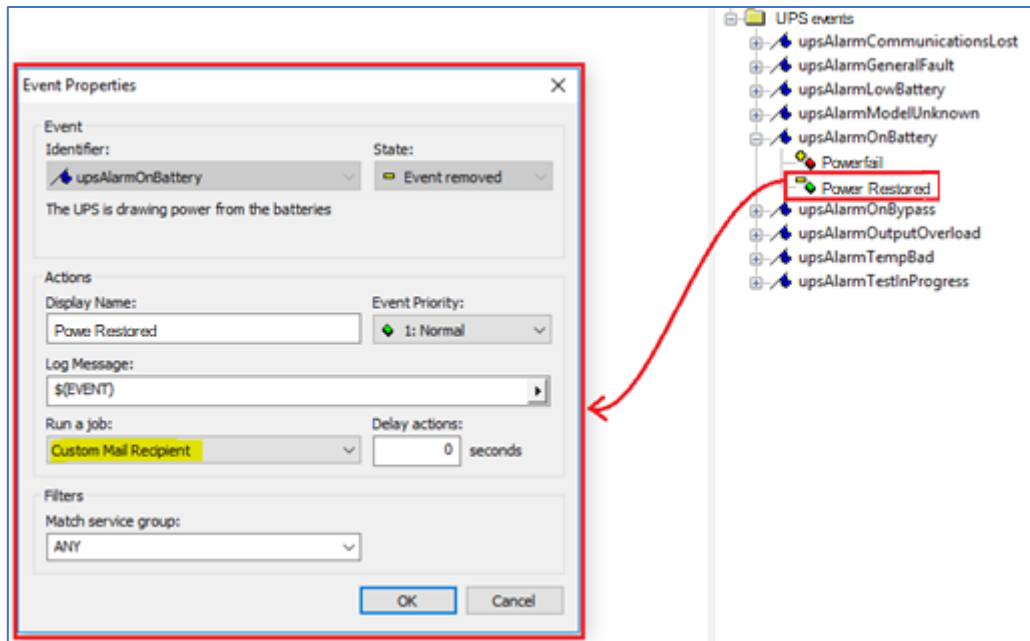 Event Properties
Event
Identifier:
State:
upsAlarmOnBattery
Event removed
The UPS is drawing power from the batteries
Actions
Display Name:
Event Priority:
Powe Restored
1: Normal
Log Message:
${EVENT}
Run a job:
Delay actions:
Custom Mail Recipient
0 seconds
Filters
Match service group:
ANY
OK
Cancel
UPS events
upsAlarmCommunicationsLost
upsAlarmGeneralFault
upsAlarmLowBattery
upsAlarmModelUnknown
upsAlarmOnBattery
Powerfail
Power Restored
upsAlarmOnBypass
upsAlarmOutputOverload
upsAlarmTempBad
upsAlarmTestInProgress